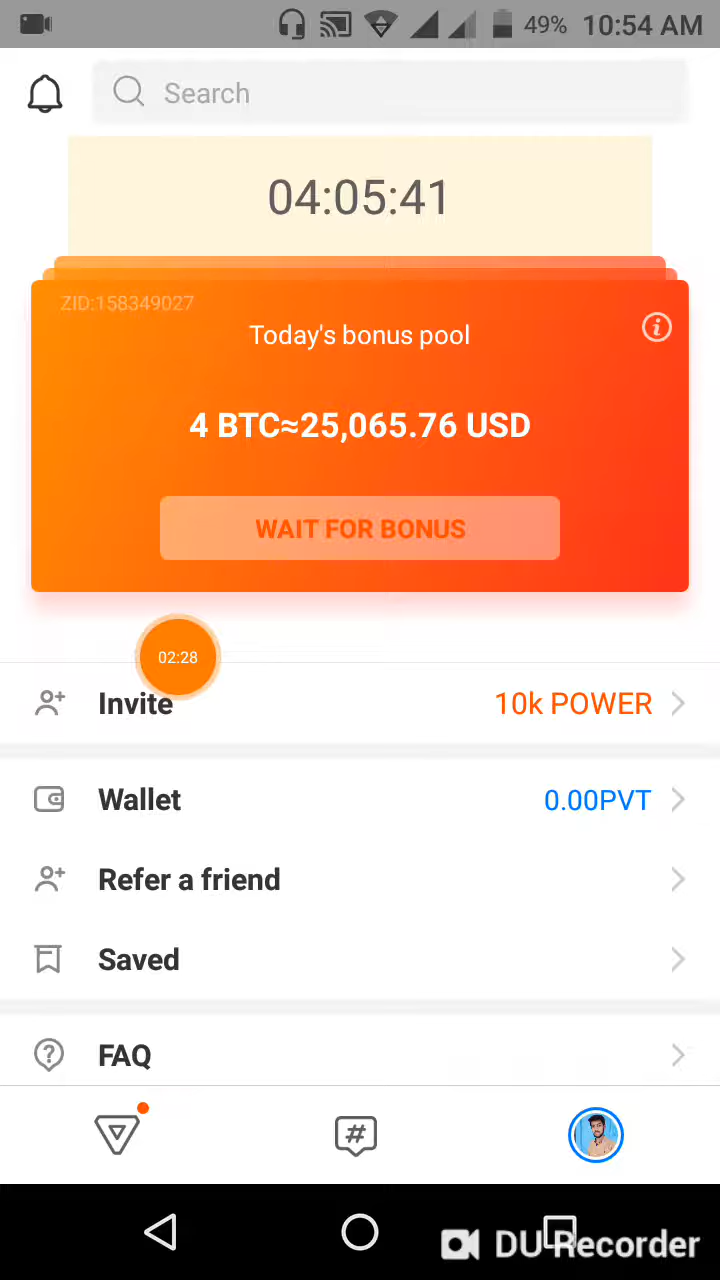 49% 10:54 AM
Search
04:05:41
ZID:158349027
Today's bonus pool
4 BTC≈25,065.76 USD
WAIT FOR BONUS
02:28
Invite 10k POWER
Wallet 0.00PVT
Refer a friend
Saved
FAQ
DU Recorder